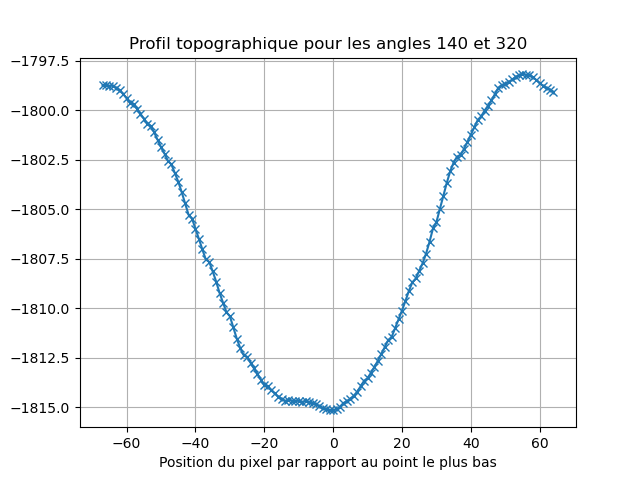 Profil topographique pour les angles 140 et 320
−1797.5
−1800.0
−1802.5
−1805.0
−1807.5
−1810.0
−1812.5
−1815.0
−60 −40 −20 0 20 40 60
Position du pixel par rapport au point le plus bas